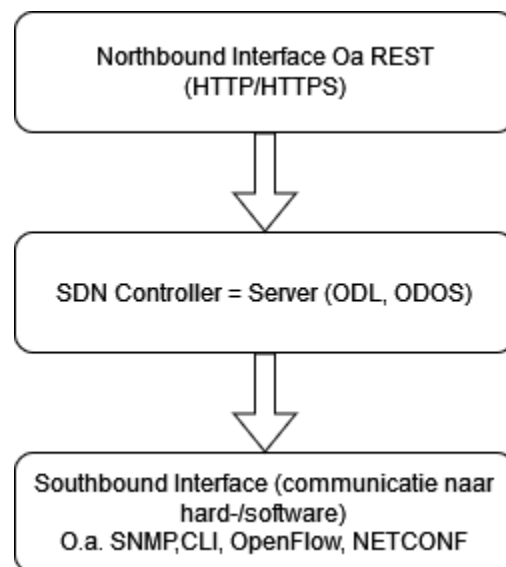 Northbound Interface Oa REST
(HTTP/HTTPS)
SDN Controller = Server (ODL, ODOS)
Southbound Interface (communicatie naar
hard-/software)
O.a. SNMP,CLI, OpenFlow, NETCONF